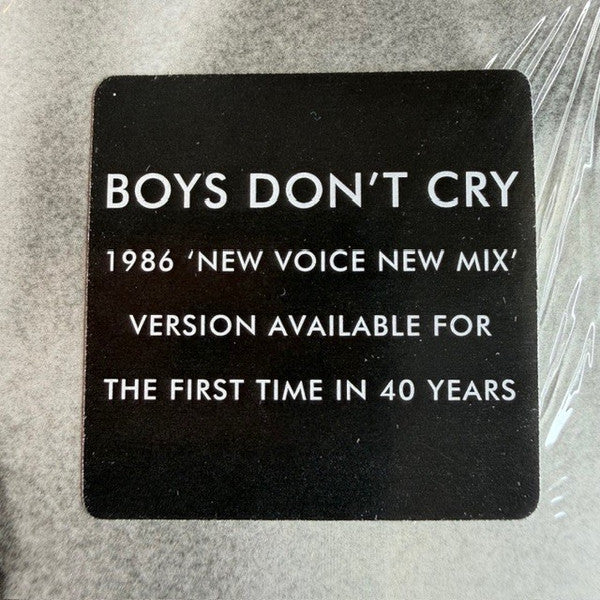 BOYS DON'T CRY
1986 'NEW VOICE NEW MIX'
VERSION AVAILABLE FOR
THE FIRST TIME IN 40 YEARS